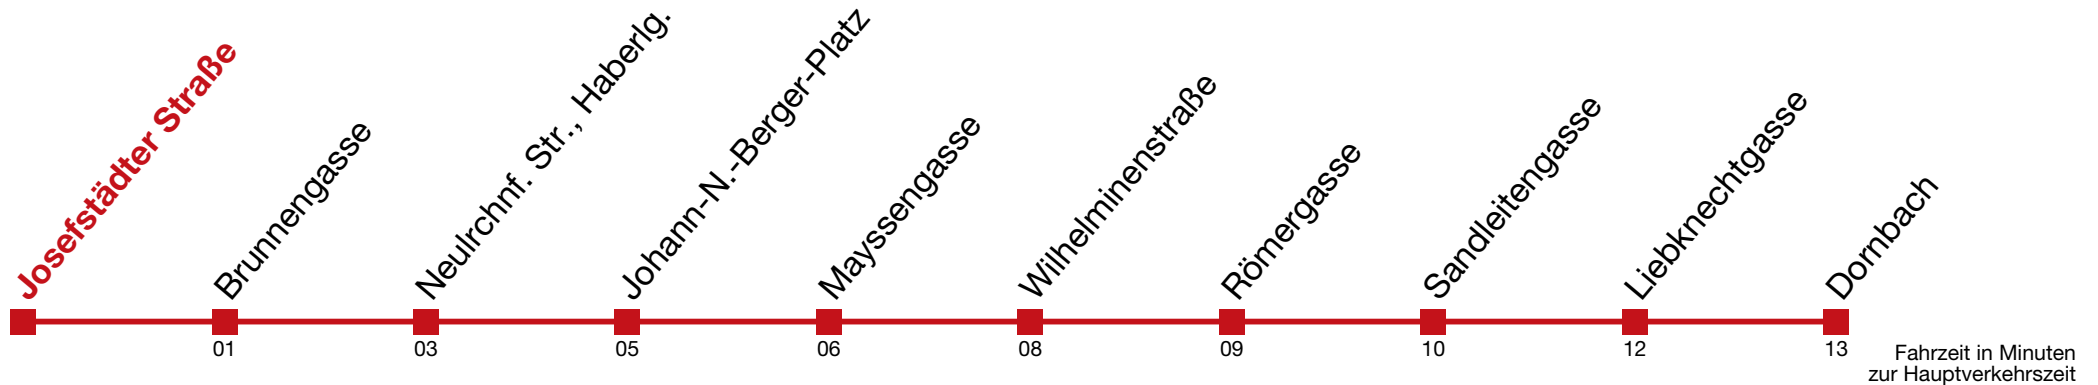 Josefstädter Straße
Brunnengasse
Neulrchnf. Str., Haberlg.
Johann-N.-Berger-Platz
Mayssengasse
Wilhelminenstraße
Römergasse
Sandleitengasse
Liebknechtgasse
Dornbach
01
03
05
06
08
09
10
12
13
Fahrzeit in Minuten
zur Hauptverkehrszeit